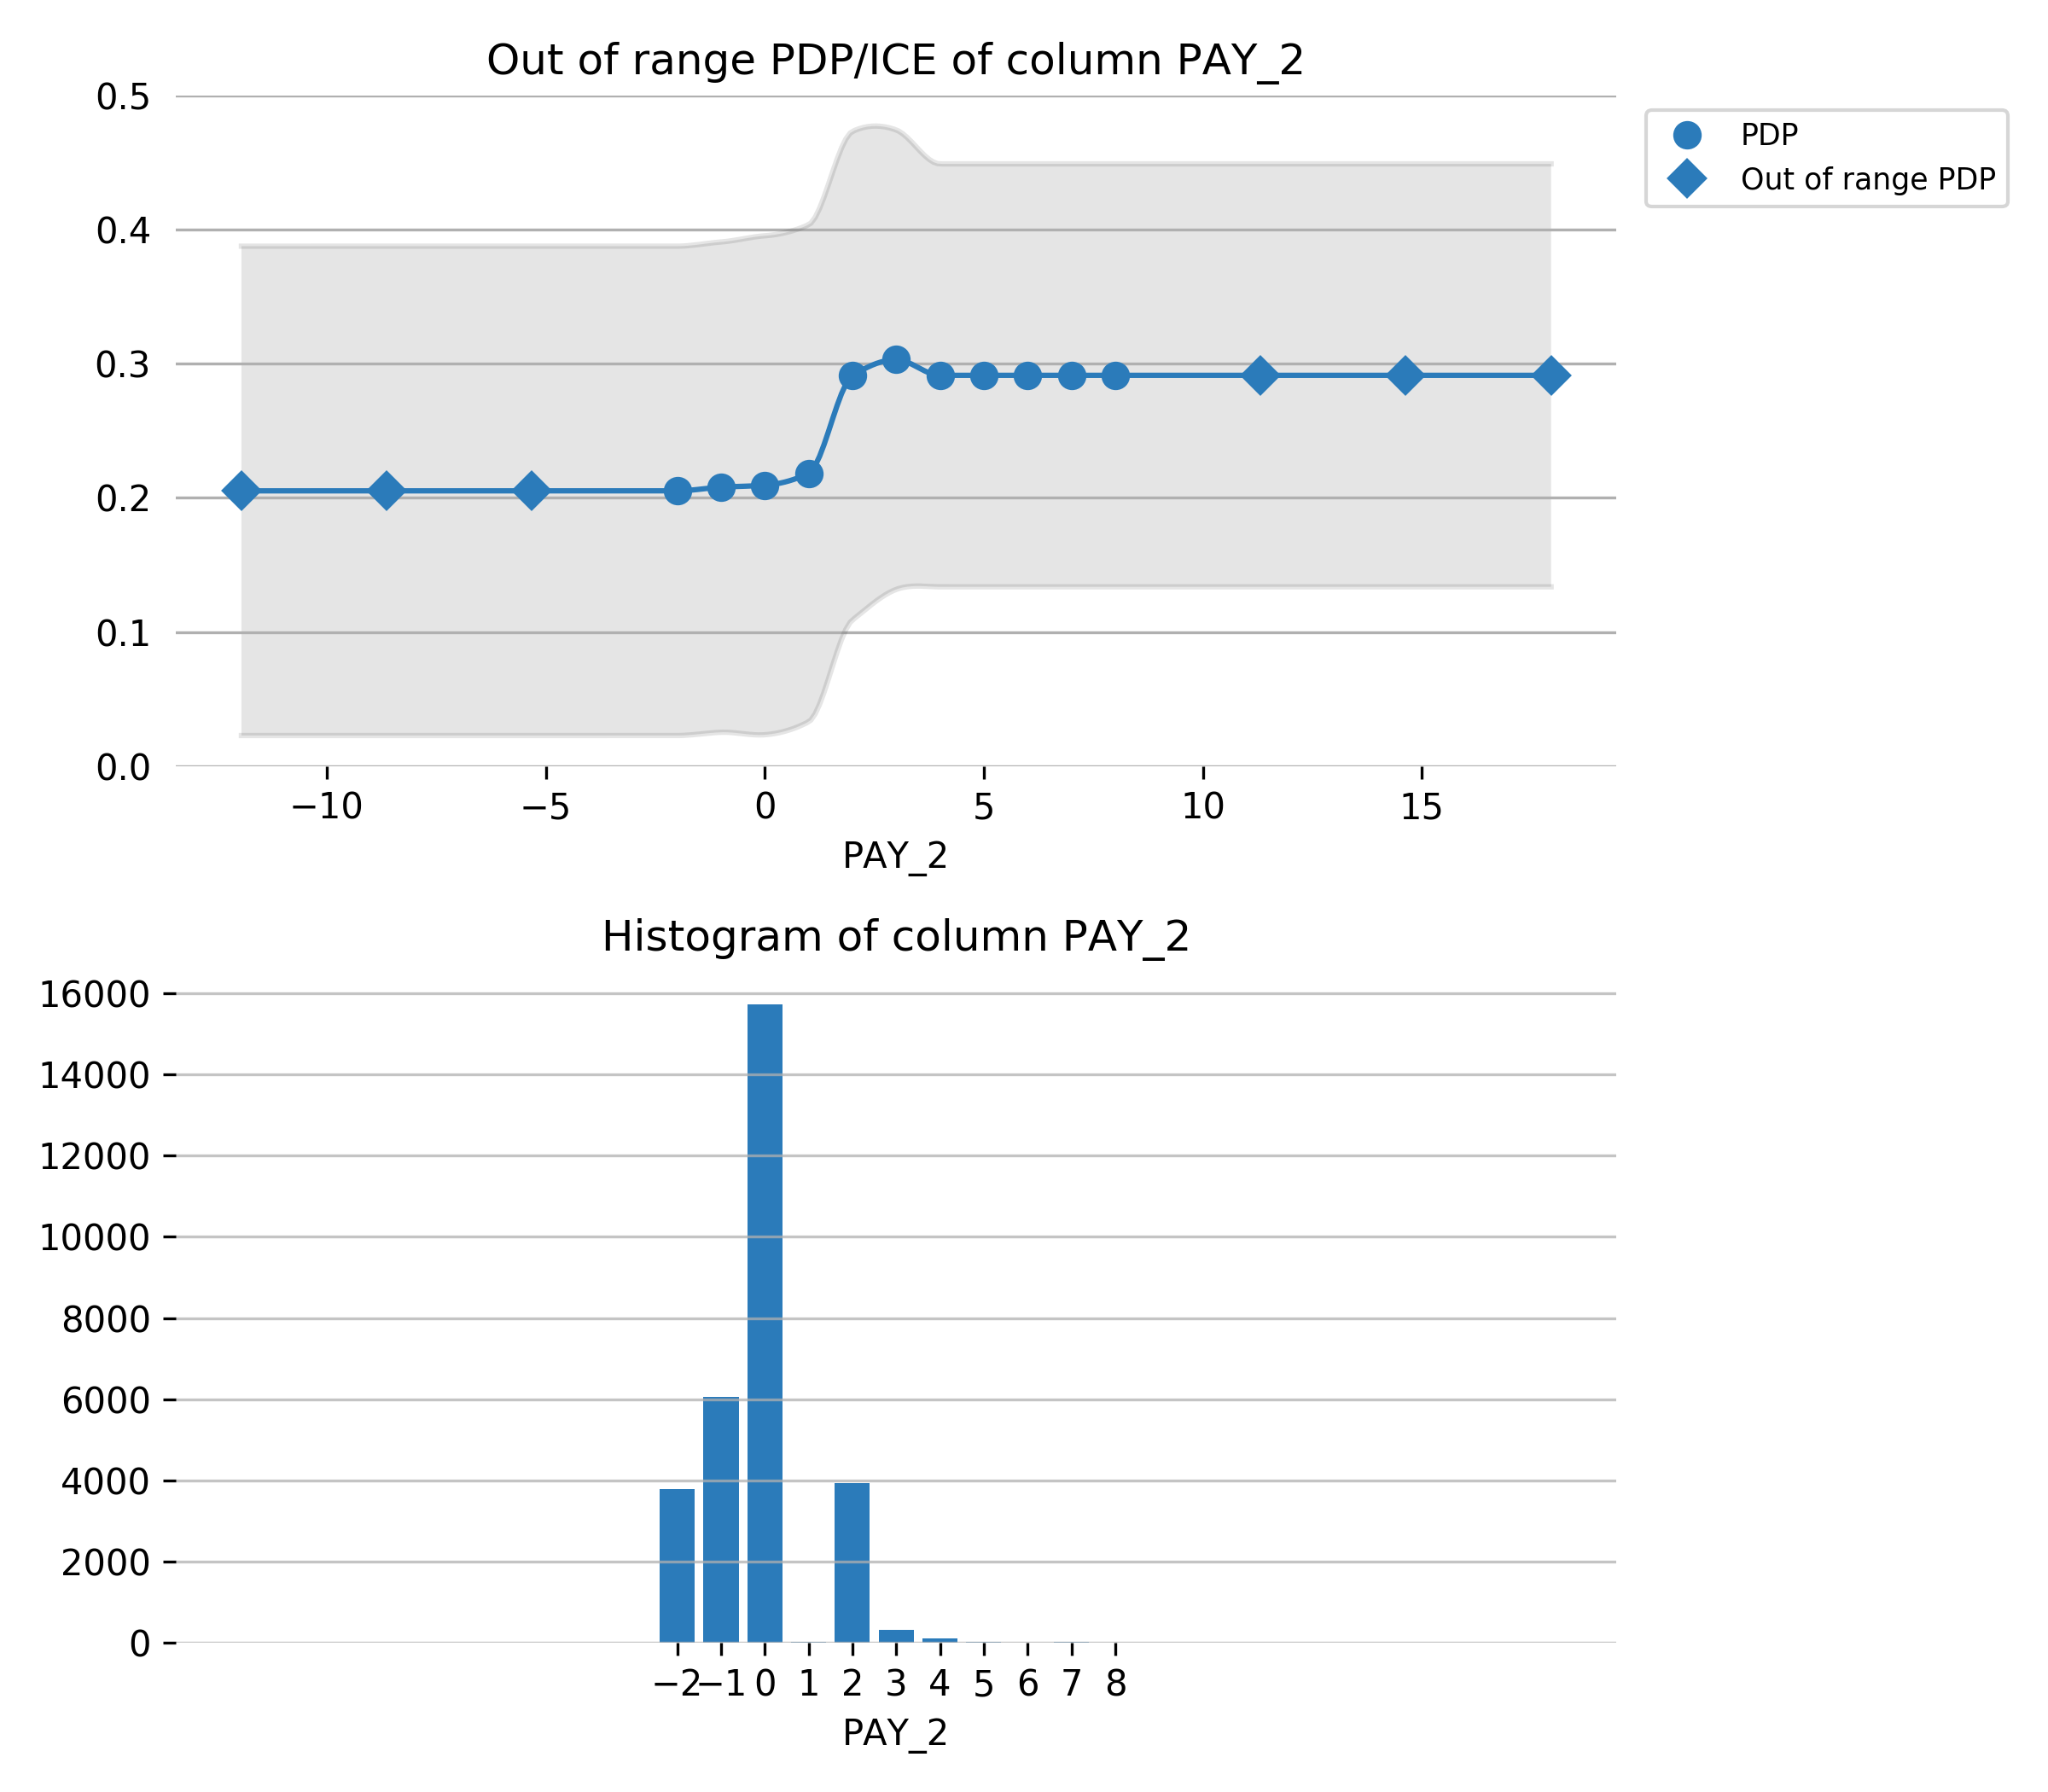 Out of range PDP/ICE of column PAY_2
0.5
0.4
0.3
0.2
0.1
0.0
−10 −5 0 5 10 15
PAY_2
PDP
Out of range PDP
Histogram of column PAY_2
16000
14000
12000
10000
8000
6000
4000
2000
0
−2 −1 0 1 2 3 4 5 6 7 8
PAY_2